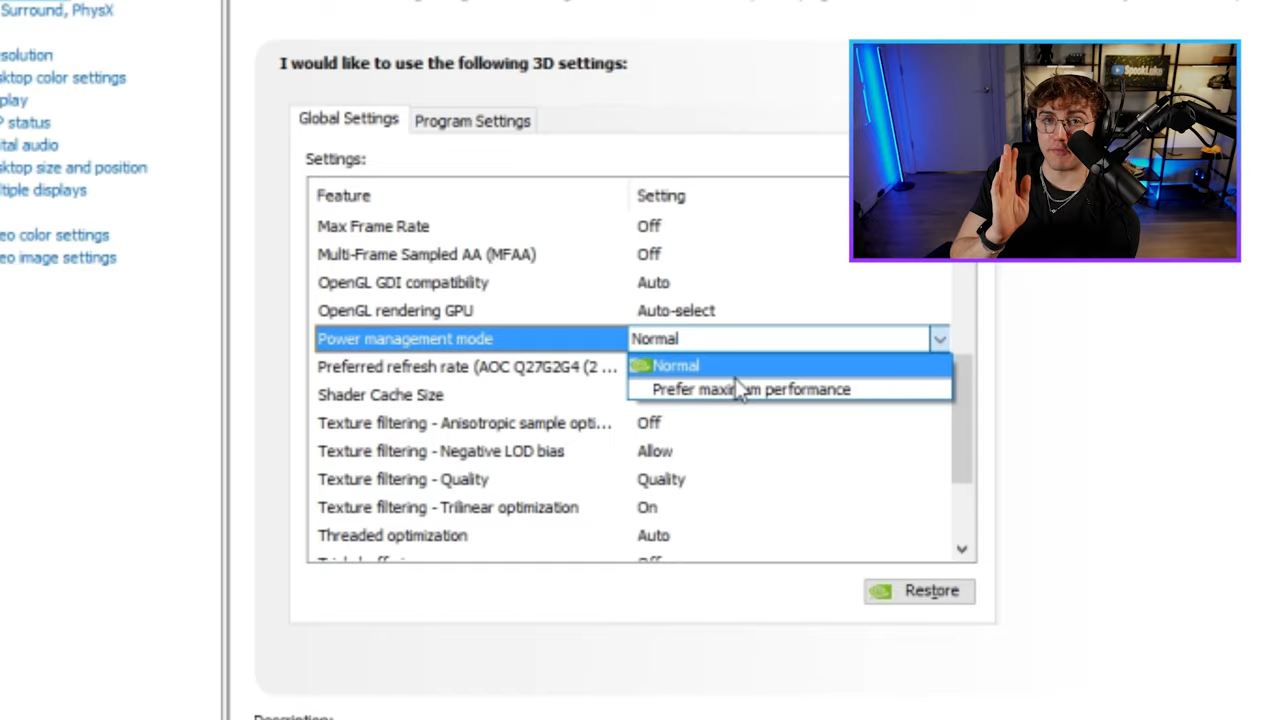 Surround, PhysX
solution
sktop color settings
play
P status
ital audio
sktop size and position
ltiple displays
eo color settings
eo image settings
I would like to use the following 3D settings:
Global Settings
Program Settings
Settings:
Feature Setting
Max Frame Rate Off
Multi-Frame Sampled AA (MFAA) Off
OpenGL GDI compatibility Auto
OpenGL rendering GPU Auto-select
Power management mode Normal
Normal
Preferred refresh rate (AOC Q27G2G4 (2 ...
Prefer maximum performance
Shader Cache Size
Texture filtering - Anisotropic sample opti... Off
Texture filtering - Negative LOD bias Allow
Texture filtering - Quality Quality
Texture filtering - Trilinear optimization On
Threaded optimization Auto
Restore
Description: